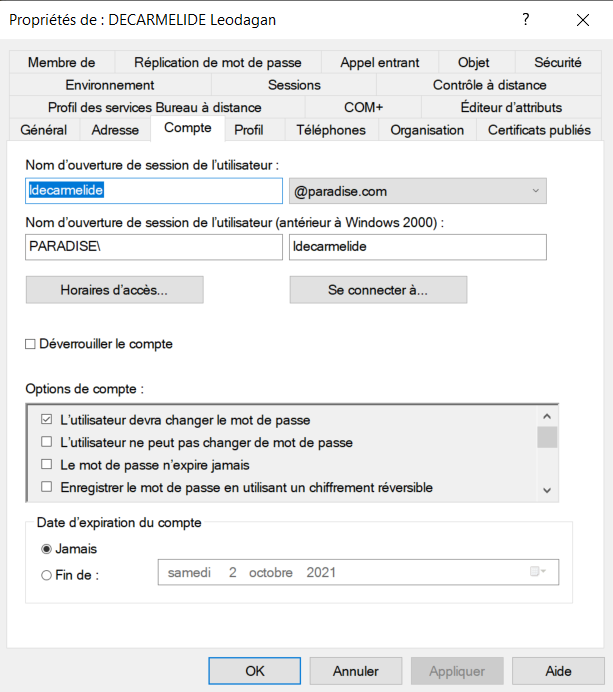 Propriétés de : DECARMELIDE Leodagan ?
Membre de Réplication de mot de passe Appel entrant Objet Sécurité
Environnement Sessions Contrôle à distance
Profil des services Bureau à distance COM+ Éditeur d'attributs
Général Adresse Compte Profil Téléphones Organisation Certificats publiés
Nom d'ouverture de session de l'utilisateur :
ldecarmelide @paradise.com
Nom d'ouverture de session de l'utilisateur (antérieur à Windows 2000) :
PARADISE\ ldecarmelide
Horaires d'accès... Se connecter à...
Déverrouiller le compte
Options de compte :
L'utilisateur devra changer le mot de passe
L'utilisateur ne peut pas changer de mot de passe
Le mot de passe n'expire jamais
Enregistrer le mot de passe en utilisant un chiffrement réversible
Date d'expiration du compte
Jamais
Fin de : samedi 2 octobre 2021
OK Annuler Appliquer Aide